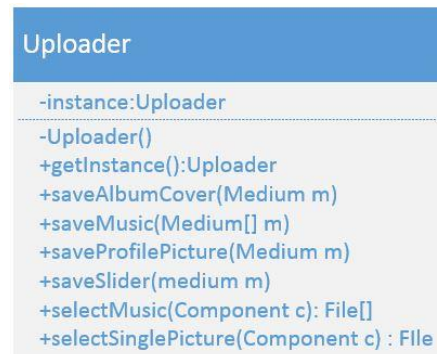 Uploader
-instance:Uploader
-Uploader()
+getInstance():Uploader
+saveAlbumCover(Medium m)
+saveMusic(Medium[] m)
+saveProfilePicture(Medium m)
+saveSlider(medium m)
+selectMusic(Component c): File[]
+selectSinglePicture(Component c) : FIle